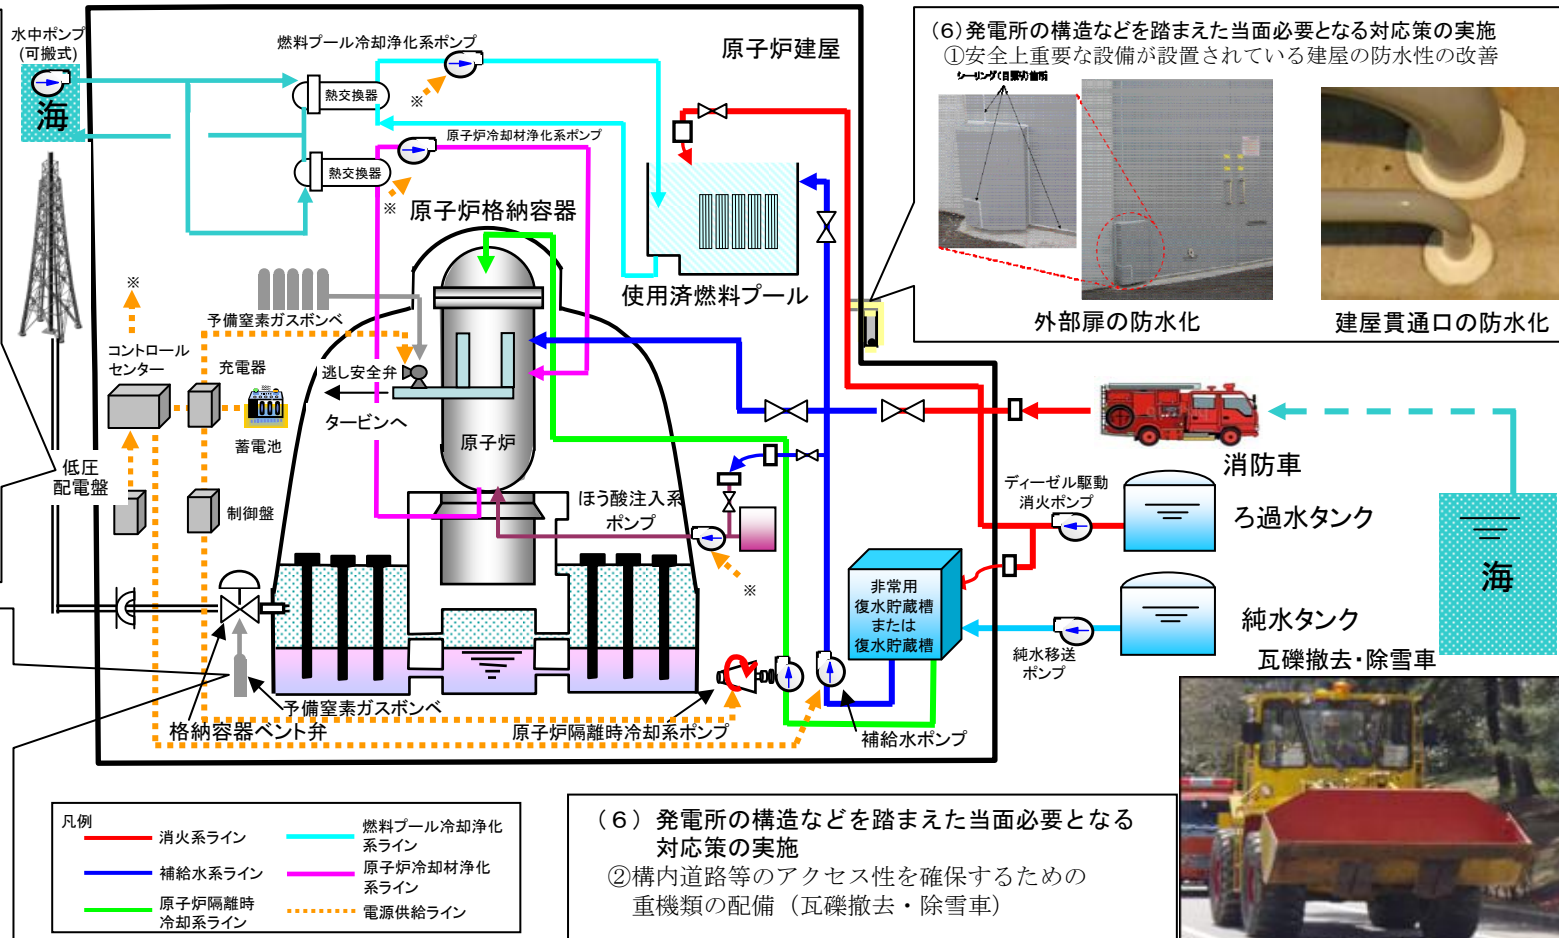 水中ポンプ
(可搬式)
海
燃料プール冷却浄化系ポンプ
原子炉建屋
熱交換器
※
原子炉冷却材浄化系ポンプ
熱交換器
※
原子炉格納容器
※
予備窒素ガスボンベ
使用済燃料プール
コントロール
センター
充電器
逃し安全弁
タービンへ
蓄電池
原子炉
低圧
配電盤
制御盤
ほう酸注入系
ポンプ
※
非常用
復水貯蔵槽
または
復水貯蔵槽
予備窒素ガスボンベ
格納容器ベント弁
原子炉隔離時冷却系ポンプ
補給水ポンプ
(6)発電所の構造などを踏まえた当面必要となる対応策の実施
①安全上重要な設備が設置されている建屋の防水性の改善
シーリング(目張り)箇所
外部扉の防水化
建屋貫通口の防水化
消防車
ディーゼル駆動
消火ポンプ
ろ過水タンク
海
純水タンク
純水移送
ポンプ
瓦礫撤去・除雪車
凡例
消火系ライン
補給水系ライン
原子炉隔離時
冷却系ライン
燃料プール冷却浄化
系ライン
原子炉冷却材浄化
系ライン
電源供給ライン
(6) 発電所の構造などを踏まえた当面必要となる
対応策の実施
②構内道路等のアクセス性を確保するための
重機類の配備（瓦礫撤去・除雪車）